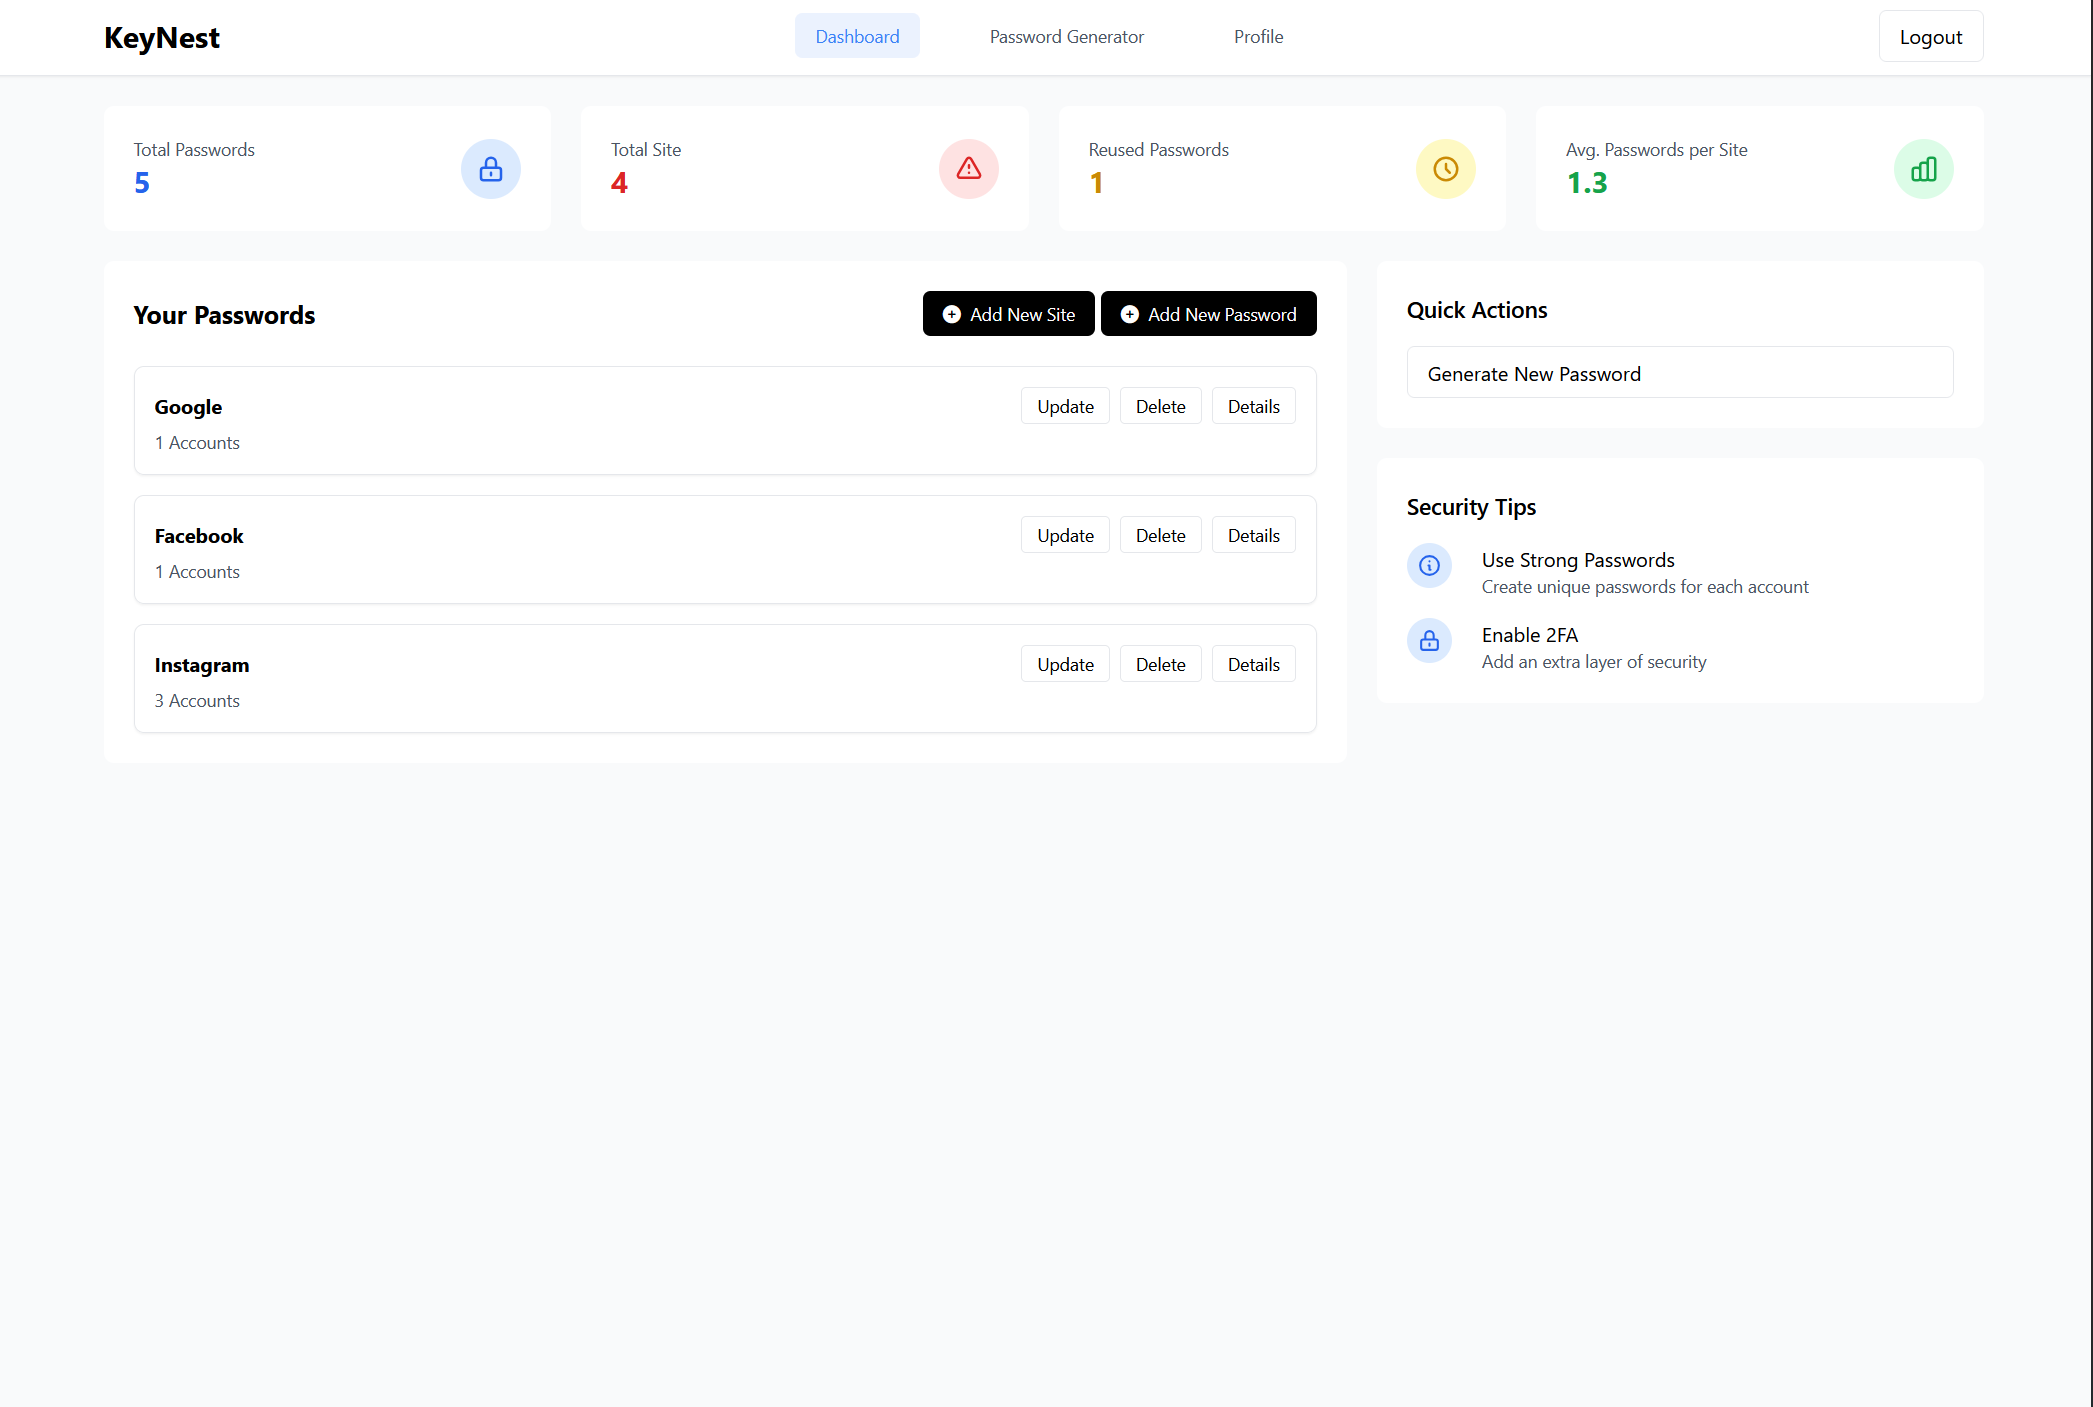 KeyNest
Dashboard
Password Generator
Profile
Logout
Total Passwords
5
Total Site
4
Reused Passwords
1
Avg. Passwords per Site
1.3
Your Passwords
Add New Site
Add New Password
Google
1 Accounts
Update
Delete
Details
Facebook
1 Accounts
Update
Delete
Details
Instagram
3 Accounts
Update
Delete
Details
Quick Actions
Generate New Password
Security Tips
Use Strong Passwords
Create unique passwords for each account
Enable 2FA
Add an extra layer of security